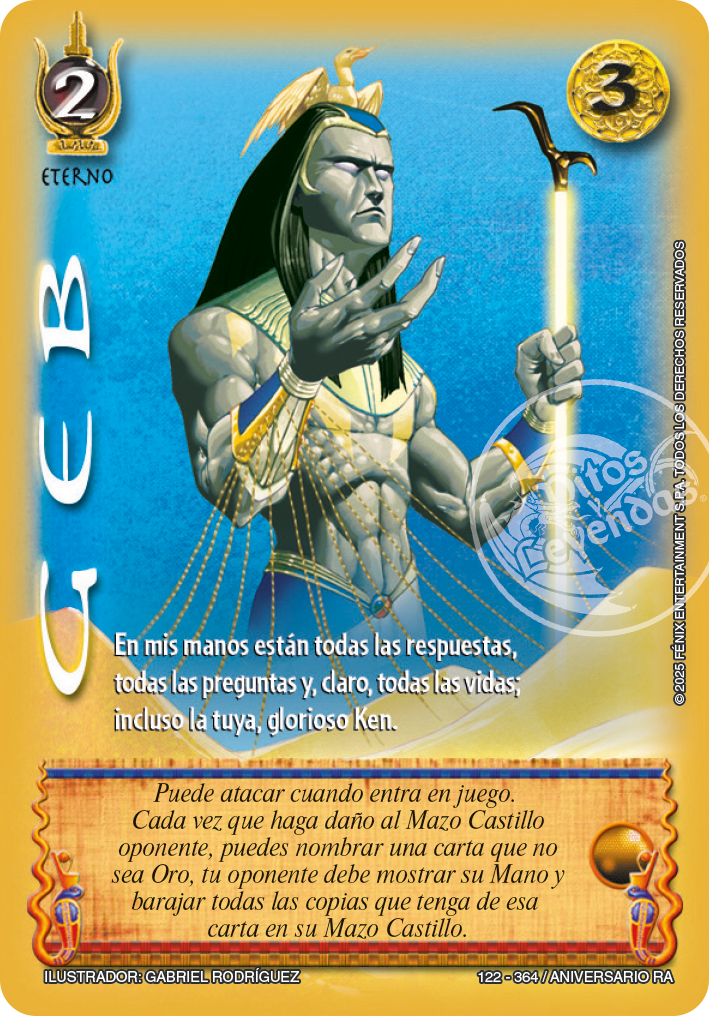 2
3
ETERNO
GEB
En mis manos están todas las respuestas,
todas las preguntas y, claro, todas las vidas;
incluso la tuya, glorioso Ken.
Puede atacar cuando entra en juego.
Cada vez que haga daño al Mazo Castillo
oponente, puedes nombrar una carta que no
sea Oro, tu oponente debe mostrar su Mano y
barajar todas las copias que tenga de esa
carta en su Mazo Castillo.
ILUSTRADOR: GABRIEL RODRÍGUEZ
122 - 364 / ANIVERSARIO RA
© 2025 FÉNIX ENTERTAINMENT S.P.A. TODOS LOS DERECHOS RESERVADOS
Mitos
y
Leyendas
®